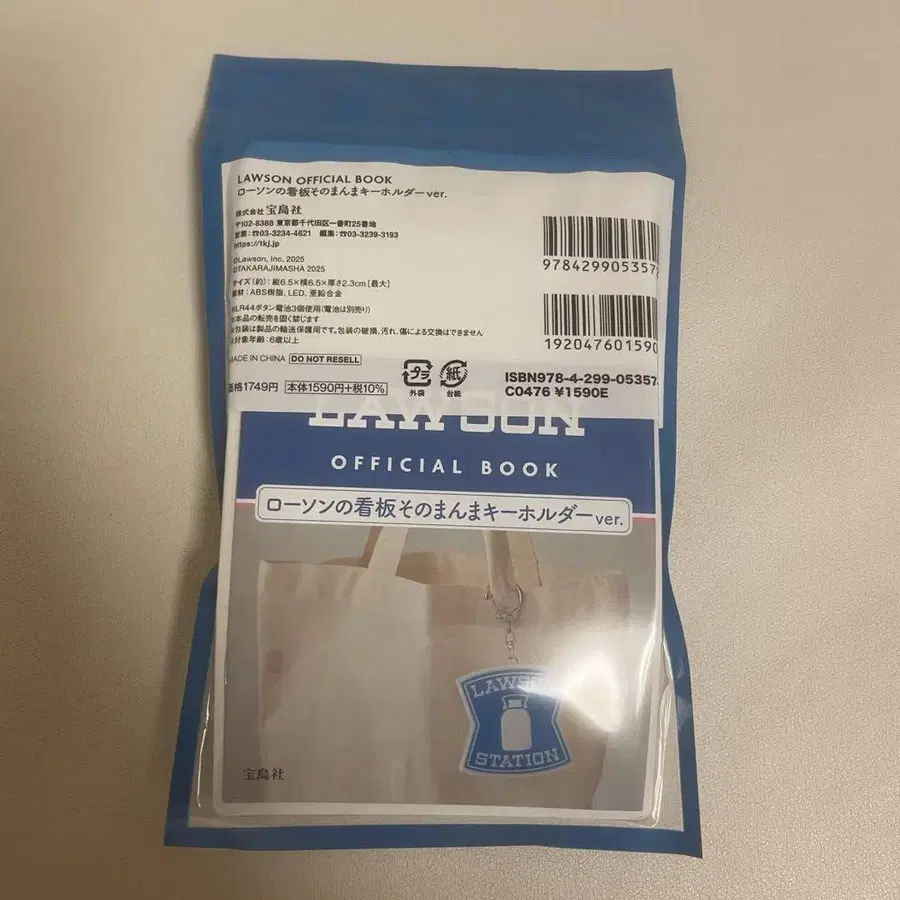 LAWSON OFFICIAL BOOK
ローソンの看板そのまんまキーホルダーver.
株式会社 宝島社
〒102-8388 東京都千代田区一番町25番地
☎03-3234-4621 編集:☎03-3239-3193
https://tkj.jp
©Lawson, Inc. 2025
©TAKARAJIMASHA 2025
サイズ(約):縦6.5×横6.5×厚さ2.3cm[最大]
素材:ABS樹脂、LED、亜鉛合金
LR44ボタン電池3個使用(電池は別売り)
本品の転売を固く禁じます
包装は製品の輸送保護用です。包装の破損、汚れ、傷による交換はできません
対象年齢:6歳以上
MADE IN CHINA DO NOT RESELL
価格1749円 本体1590円+税10%
プラ 外袋
紙 台紙
978429905357
192047601590
ISBN978-4-299-05357
C0476 ¥1590E
LAWSON
OFFICIAL BOOK
ローソンの看板そのまんまキーホルダーver.
LAWSON
STATION
宝島社